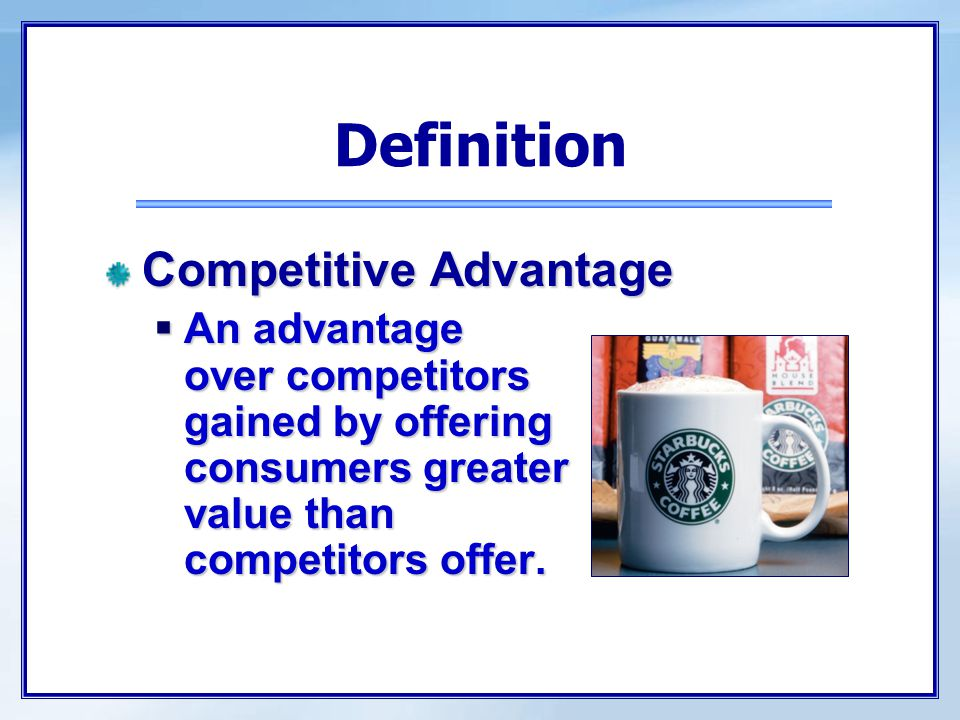 Definition
Competitive Advantage
An advantage
over competitors
gained by offering
consumers greater
value than
competitors offer.
GUATEMALA
HOUSE
BLEND
STARBUCKS
COFFEE
STARBUCKS
COFFEE